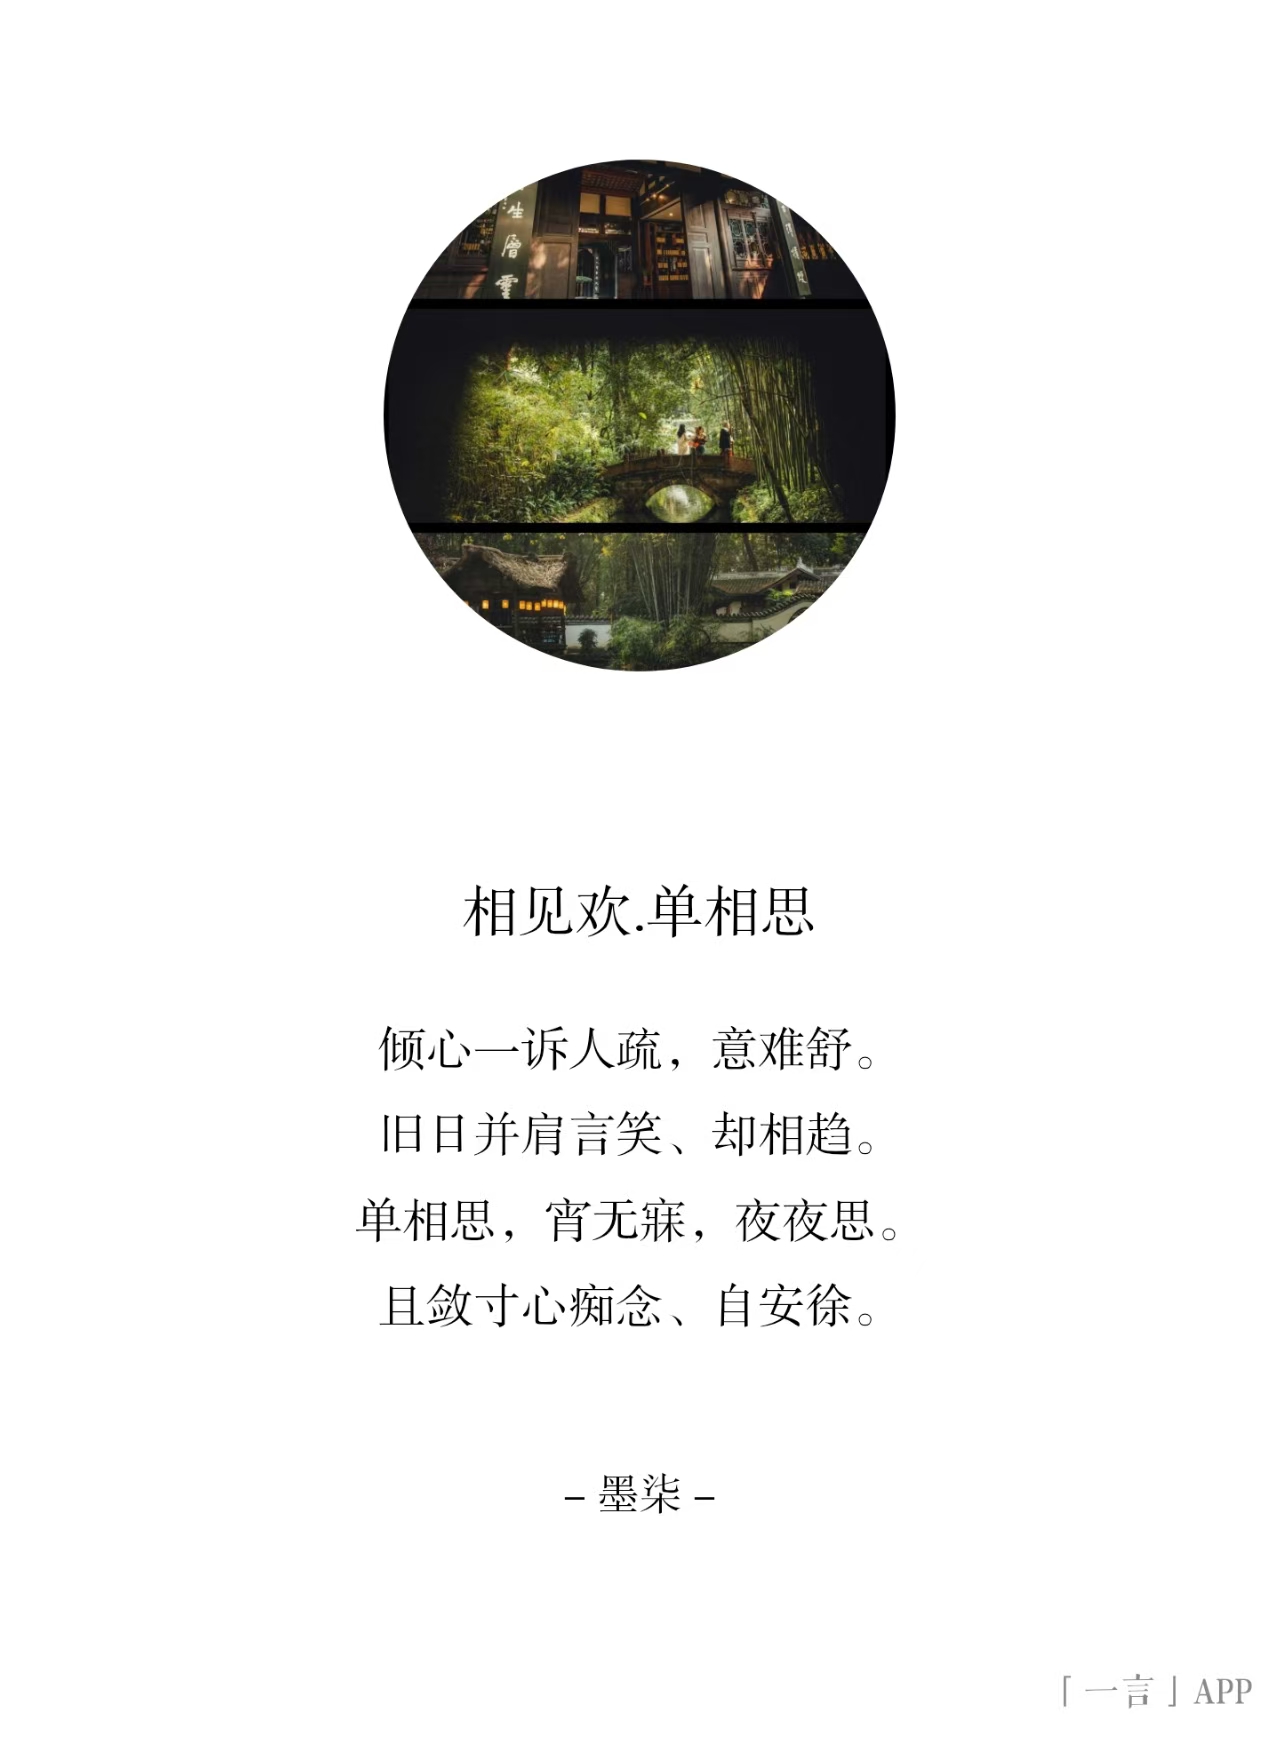 生
層
相见欢.单相思
倾心一诉人疏，意难舒。
旧日并肩言笑、却相趋。
单相思，宵无寐，夜夜思。
且敛寸心痴念、自安徐。
– 墨柒 –
「一言」APP